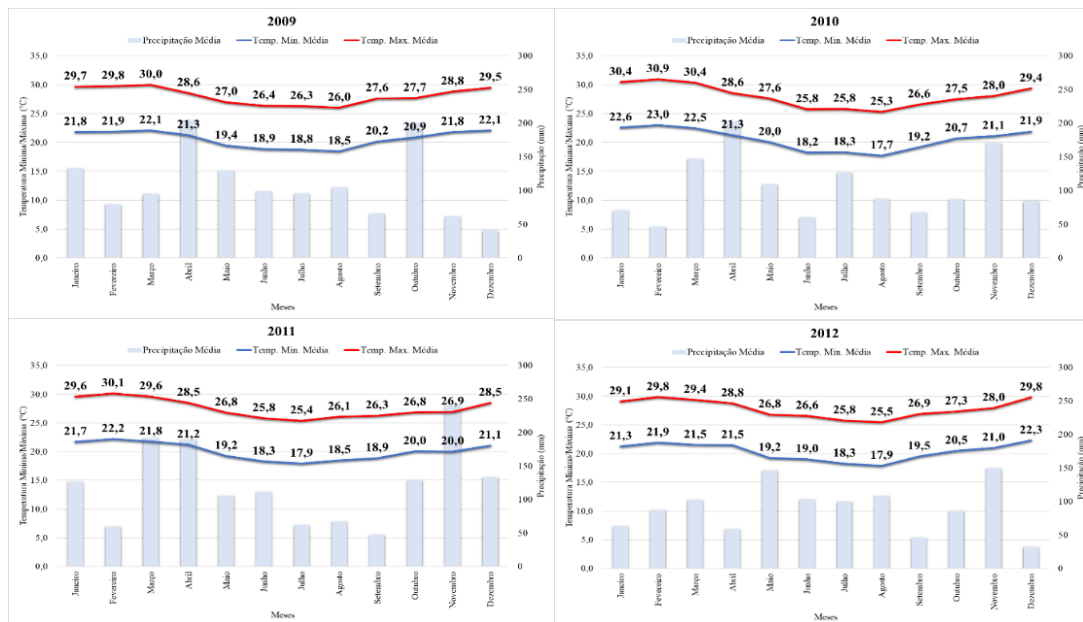 2009
Precipitação Média Temp. Min. Média Temp. Max. Média
Temperatura Mínima/Máxima (°C)
35,0
30,0
25,0
20,0
15,0
10,0
5,0
0,0
29,7 29,8 30,0 28,6 27,0 26,4 26,3 26,0 27,6 27,7 28,8 29,5
21,8 21,9 22,1 21,3 19,4 18,9 18,8 18,5 20,2 20,9 21,8 22,1
300
250
200
150
100
50
0
Precipitação (mm)
Janeiro Fevereiro Março Abril Maio Junho Julho Agosto Setembro Outubro Novembro Dezembro
Meses
2010
Precipitação Média Temp. Min. Média Temp. Max. Média
Temperatura Mínima/Máxima (°C)
35,0
30,0
25,0
20,0
15,0
10,0
5,0
0,0
30,4 30,9 30,4 28,6 27,6 25,8 25,8 25,3 26,6 27,5 28,0 29,4
22,6 23,0 22,5 21,3 20,0 18,2 18,3 17,7 19,2 20,7 21,1 21,9
300
250
200
150
100
50
0
Precipitação (mm)
Janeiro Fevereiro Março Abril Maio Junho Julho Agosto Setembro Outubro Novembro Dezembro
Meses
2011
Precipitação Média Temp. Min. Média Temp. Max. Média
Temperatura Mínima/Máxima (°C)
35,0
30,0
25,0
20,0
15,0
10,0
5,0
0,0
29,6 30,1 29,6 28,5 26,8 25,8 25,4 26,1 26,3 26,8 26,9 28,5
21,7 22,2 21,8 21,2 19,2 18,3 17,9 18,5 18,9 20,0 20,0 21,1
300
250
200
150
100
50
0
Precipitação (mm)
Janeiro Fevereiro Março Abril Maio Junho Julho Agosto Setembro Outubro Novembro Dezembro
Meses
2012
Precipitação Média Temp. Min. Média Temp. Max. Média
Temperatura Mínima/Máxima (°C)
35,0
30,0
25,0
20,0
15,0
10,0
5,0
0,0
29,1 29,8 29,4 28,8 26,8 26,6 25,8 25,5 26,9 27,3 28,0 29,8
21,3 21,9 21,5 21,5 19,2 19,0 18,3 17,9 19,5 20,5 21,0 22,3
300
250
200
150
100
50
0
Precipitação (mm)
Janeiro Fevereiro Março Abril Maio Junho Julho Agosto Setembro Outubro Novembro Dezembro
Meses